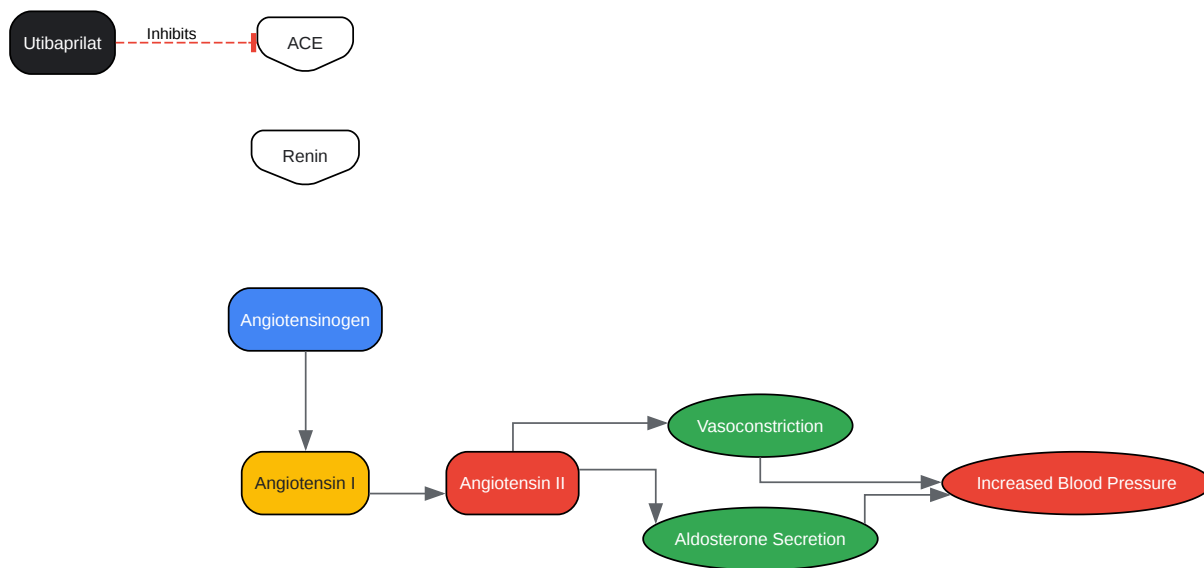 Utibaprilat
Inhibits
ACE
Renin
Angiotensinogen
Vasoconstriction
Angiotensin I
Angiotensin II
Increased Blood Pressure
Aldosterone Secretion